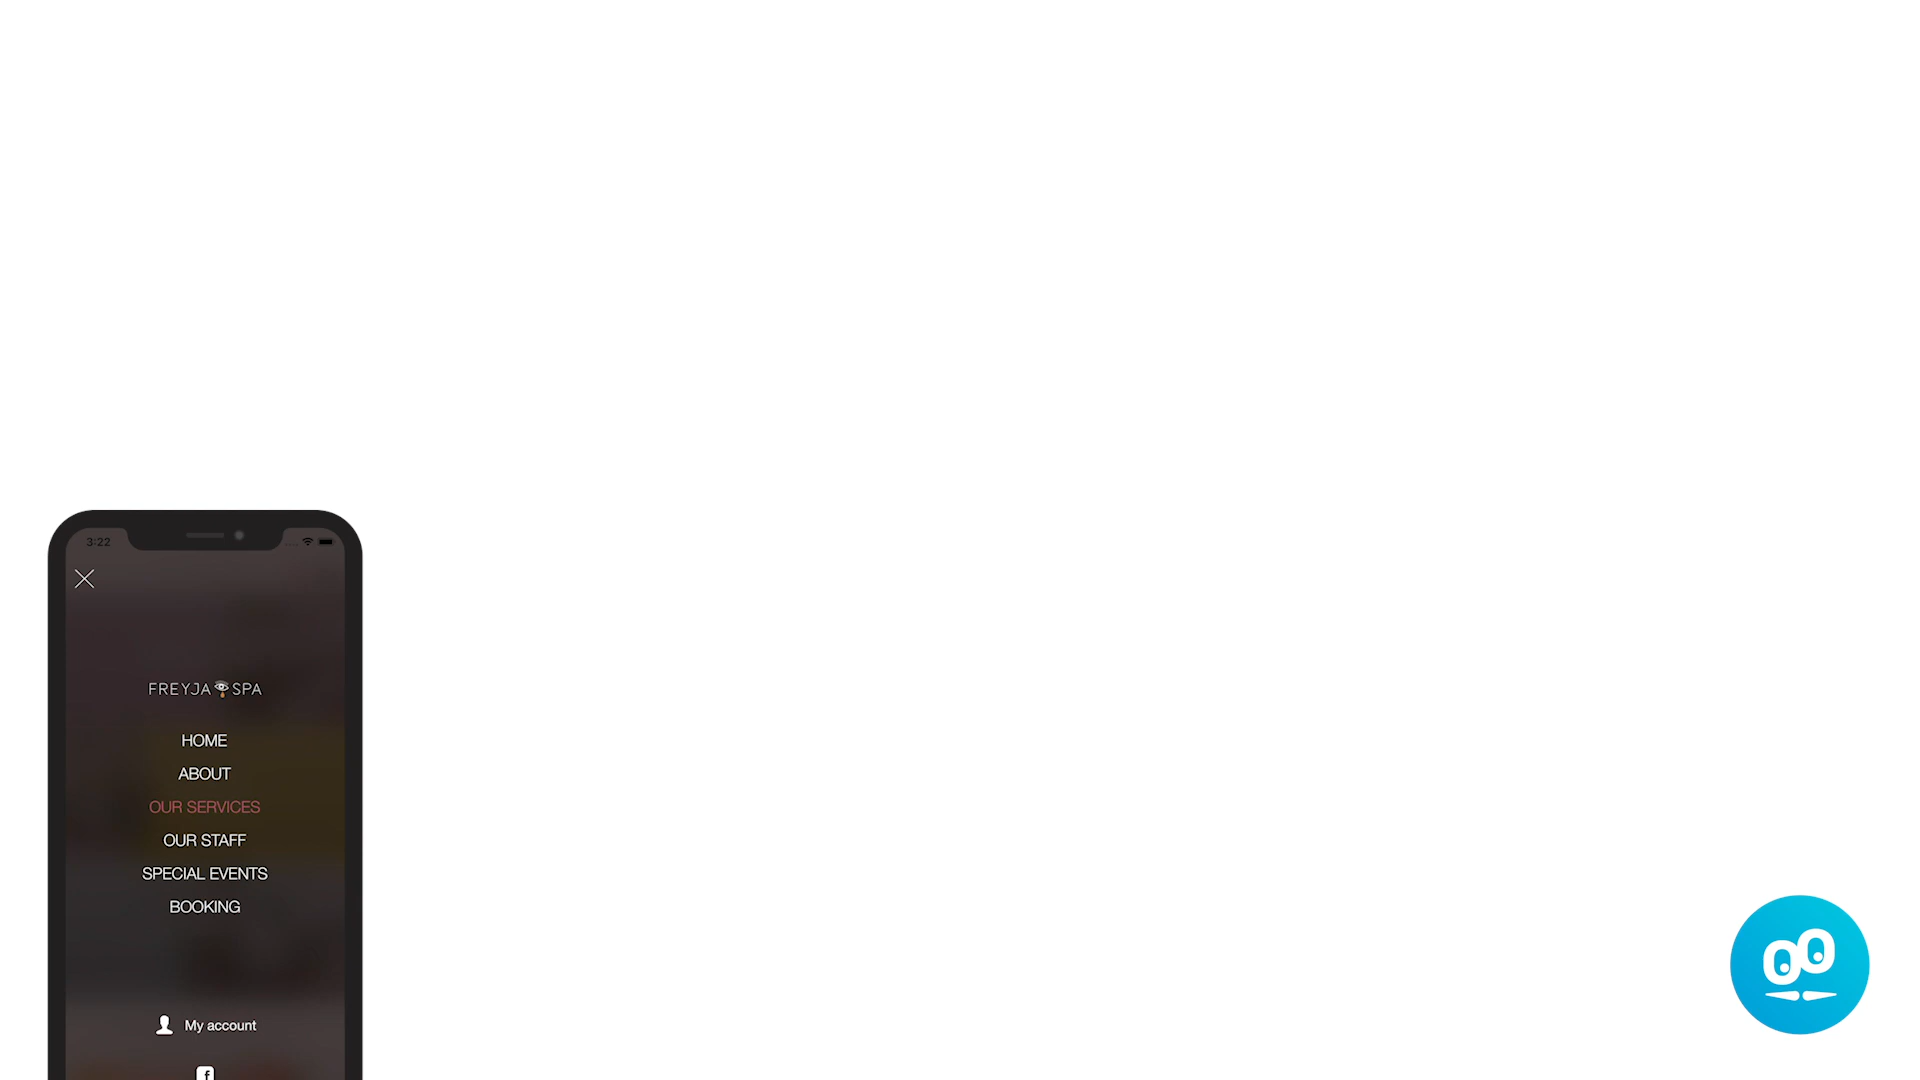 3:22
FREYJA SPA
HOME
ABOUT
OUR SERVICES
OUR STAFF
SPECIAL EVENTS
BOOKING
My account